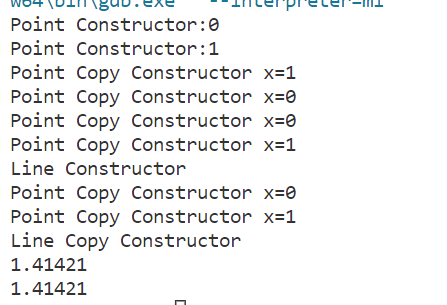 w64\bin\gdb.exe" "--interpreter=mi
Point Constructor:0
Point Constructor:1
Point Copy Constructor x=1
Point Copy Constructor x=0
Point Copy Constructor x=0
Point Copy Constructor x=1
Line Constructor
Point Copy Constructor x=0
Point Copy Constructor x=1
Line Copy Constructor
1.41421
1.41421